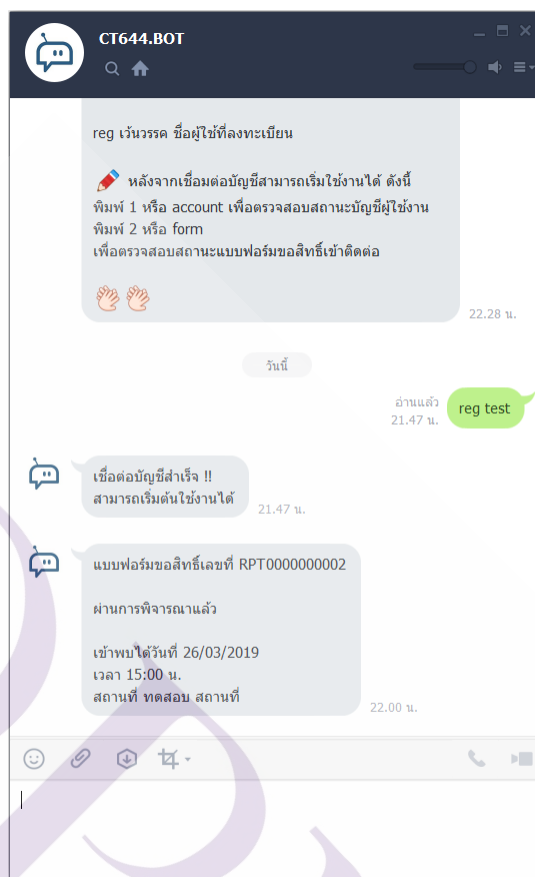 CT644.BOT
reg เว้นวรรค ชื่อผู้ใช้ที่ลงทะเบียน
หลังจากเชื่อมต่อบัญชีสามารถเริ่มใช้งานได้ ดังนี้
พิมพ์ 1 หรือ account เพื่อตรวจสอบสถานะบัญชีผู้ใช้งาน
พิมพ์ 2 หรือ form
เพื่อตรวจสอบสถานะแบบฟอร์มขอสิทธิ์เข้าติดต่อ
22.28 น.
วันนี้
อ่านแล้ว
21.47 น.
reg test
เชื่อต่อบัญชีสำเร็จ !!
สามารถเริ่มต้นใช้งานได้
21.47 น.
แบบฟอร์มขอสิทธิ์เลขที่ RPT0000000002
ผ่านการพิจารณาแล้ว
เข้าพบได้วันที่ 26/03/2019
เวลา 15:00 น.
สถานที่ ทดสอบ สถานที่
22.00 น.